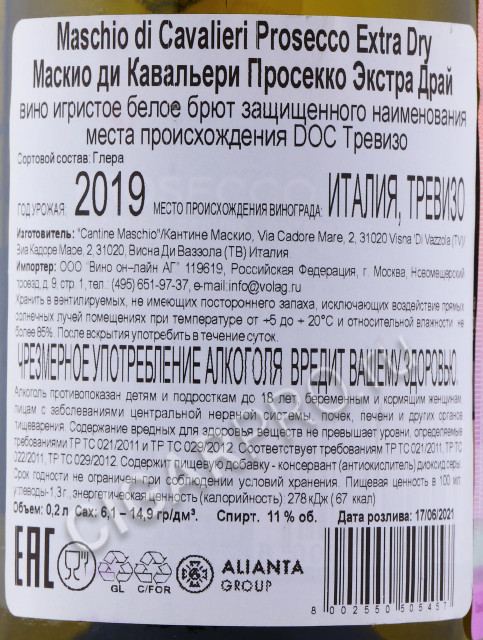 Maschio di Cavalieri Prosecco Extra Dry
Маскио ди Кавальери Просекко Экстра Драй
вино игристое белое брют защищенного наименования
места происхождения DOC Тревизо
Сортовой состав: Глера
ГОД УРОЖАЯ: 2019 МЕСТО ПРОИСХОЖДЕНИЯ ВИНОГРАДА: ИТАЛИЯ, ТРЕВИЗО
Изготовитель: "Cantine Maschio"/Кантине Маскио, Via Cadore Mare, 2, 31020 Visna 'Di Vazzola (TV)/
Виа Кадоре Маре, 2, 31020, Висна Ди Ваззола (ТВ) Италия
Импортер: ООО "Вино он-лайн АГ" 119619, Российская Федерация, г. Москва, Новомещерский
проезд, д. 9, стр. 1, тел.: (495) 651-97-37, e-mail:info@volag.ru
Хранить в вентилируемых, не имеющих постороннего запаха, исключающих воздействие прямых
солнечных лучей помещениях при температуре от +5 до + 20°С и относительной влажности не
более 85%. После вскрытия употребить в течение суток.
ЧРЕЗМЕРНОЕ УПОТРЕБЛЕНИЕ АЛКОГОЛЯ ВРЕДИТ ВАШЕМУ ЗДОРОВЬЮ.
Алкоголь противопоказан детям и подросткам до 18 лет, беременным и кормящим женщинам,
лицам с заболеваниями центральной нервной системы, почек, печени и других органов
пищеварения. Содержание вредных для здоровья веществ не превышает уровни, определяемые
требованиями ТР ТС 021/2011 и ТР ТС 029/2012. Соответствует требованиям ТР ТС 021/2011, ТР ТС
022/2011, ТР ТС 029/2012. Содержит пищевую добавку - консервант (антиокислитель) диоксид серы.
Срок годности не ограничен при соблюдении условий хранения. Пищевая ценность в 100 мл:
углеводы-1,3г., энергетическая ценность (калорийность): 278 кДж (67 ккал)
Объем: 0,2 л Сах: 6,1 – 14,9 гр/дм³. Спирт. 11 % об. Дата розлива: 17/06/2021
EAC
GL C/FOR
ALIANTA
GROUP
8 002550 505457
CIGARPRO.ru